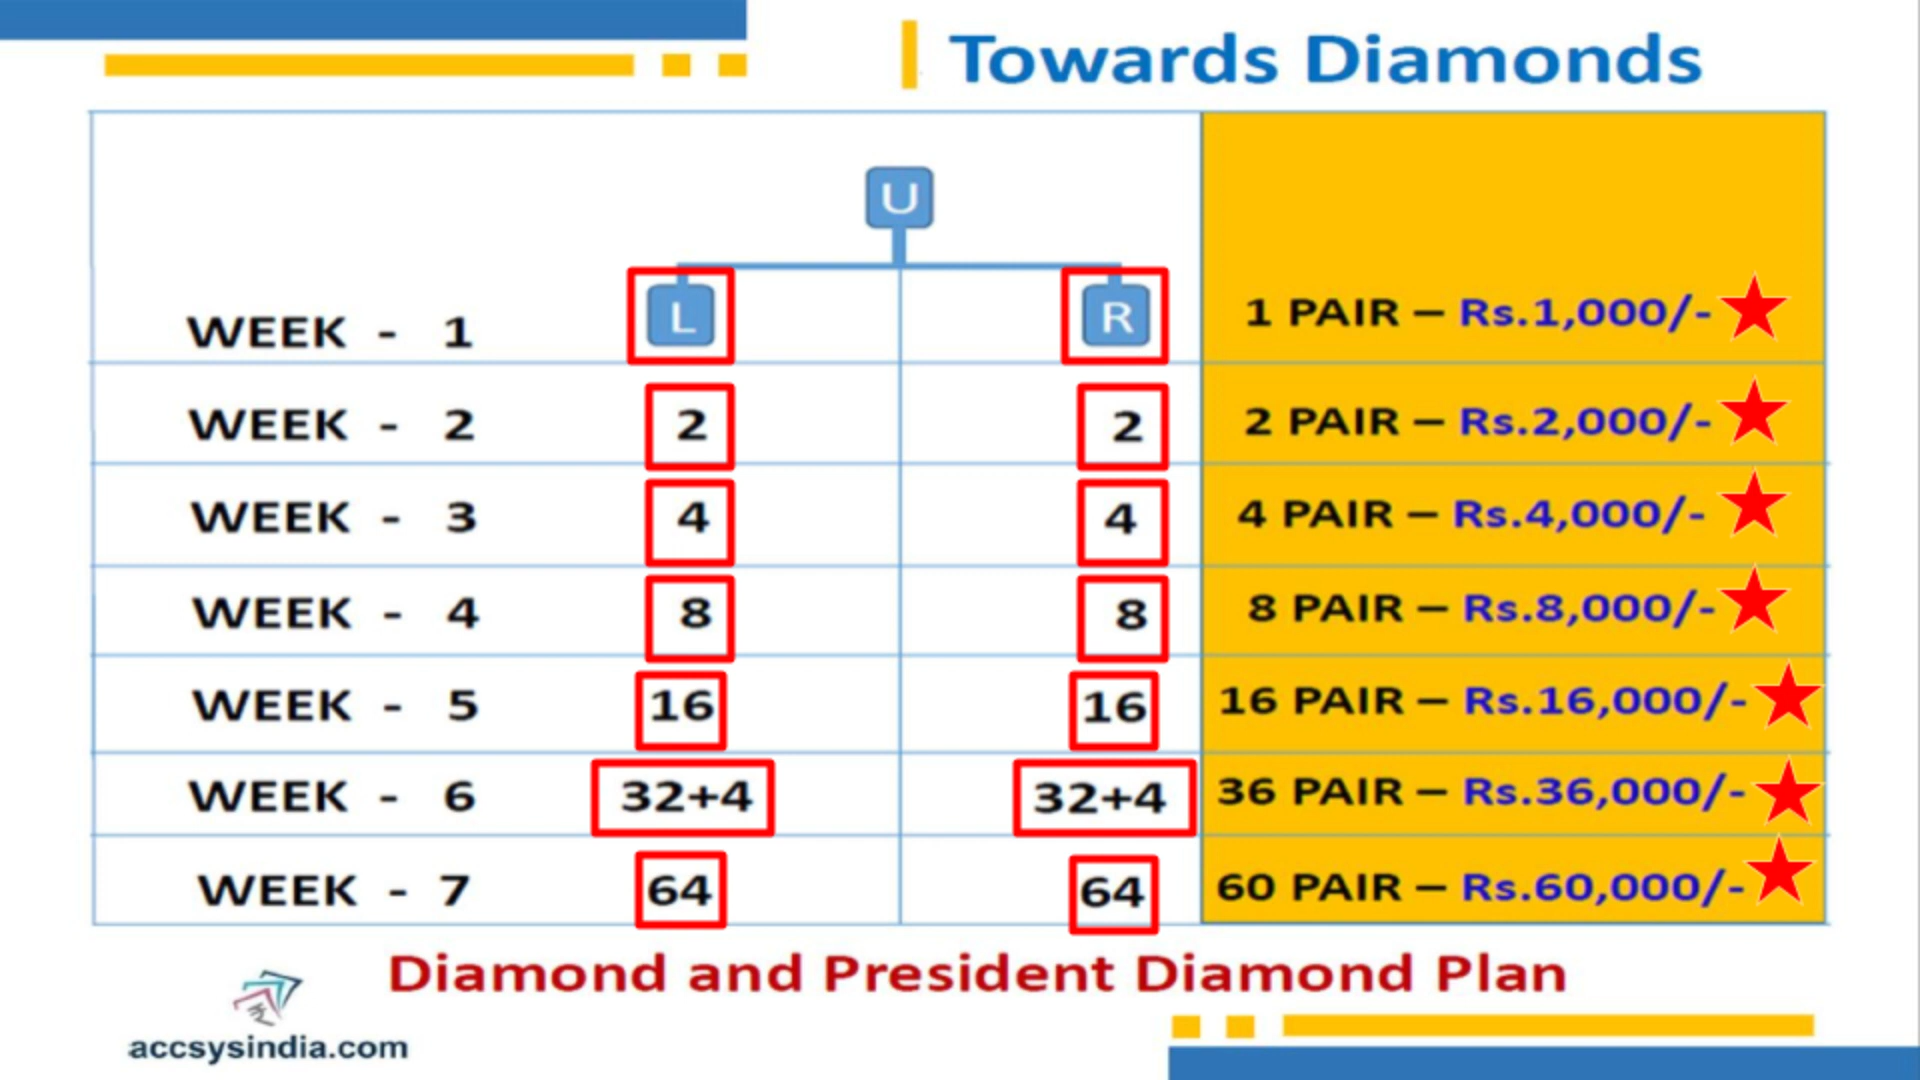 Towards Diamonds
U
WEEK - 1 L R 1 PAIR – Rs.1,000/-
WEEK - 2 2 2 2 PAIR – Rs.2,000/-
WEEK - 3 4 4 4 PAIR – Rs.4,000/-
WEEK - 4 8 8 8 PAIR – Rs.8,000/-
WEEK - 5 16 16 16 PAIR – Rs.16,000/-
WEEK - 6 32+4 32+4 36 PAIR – Rs.36,000/-
WEEK - 7 64 64 60 PAIR – Rs.60,000/-
Diamond and President Diamond Plan
accsysindia.com